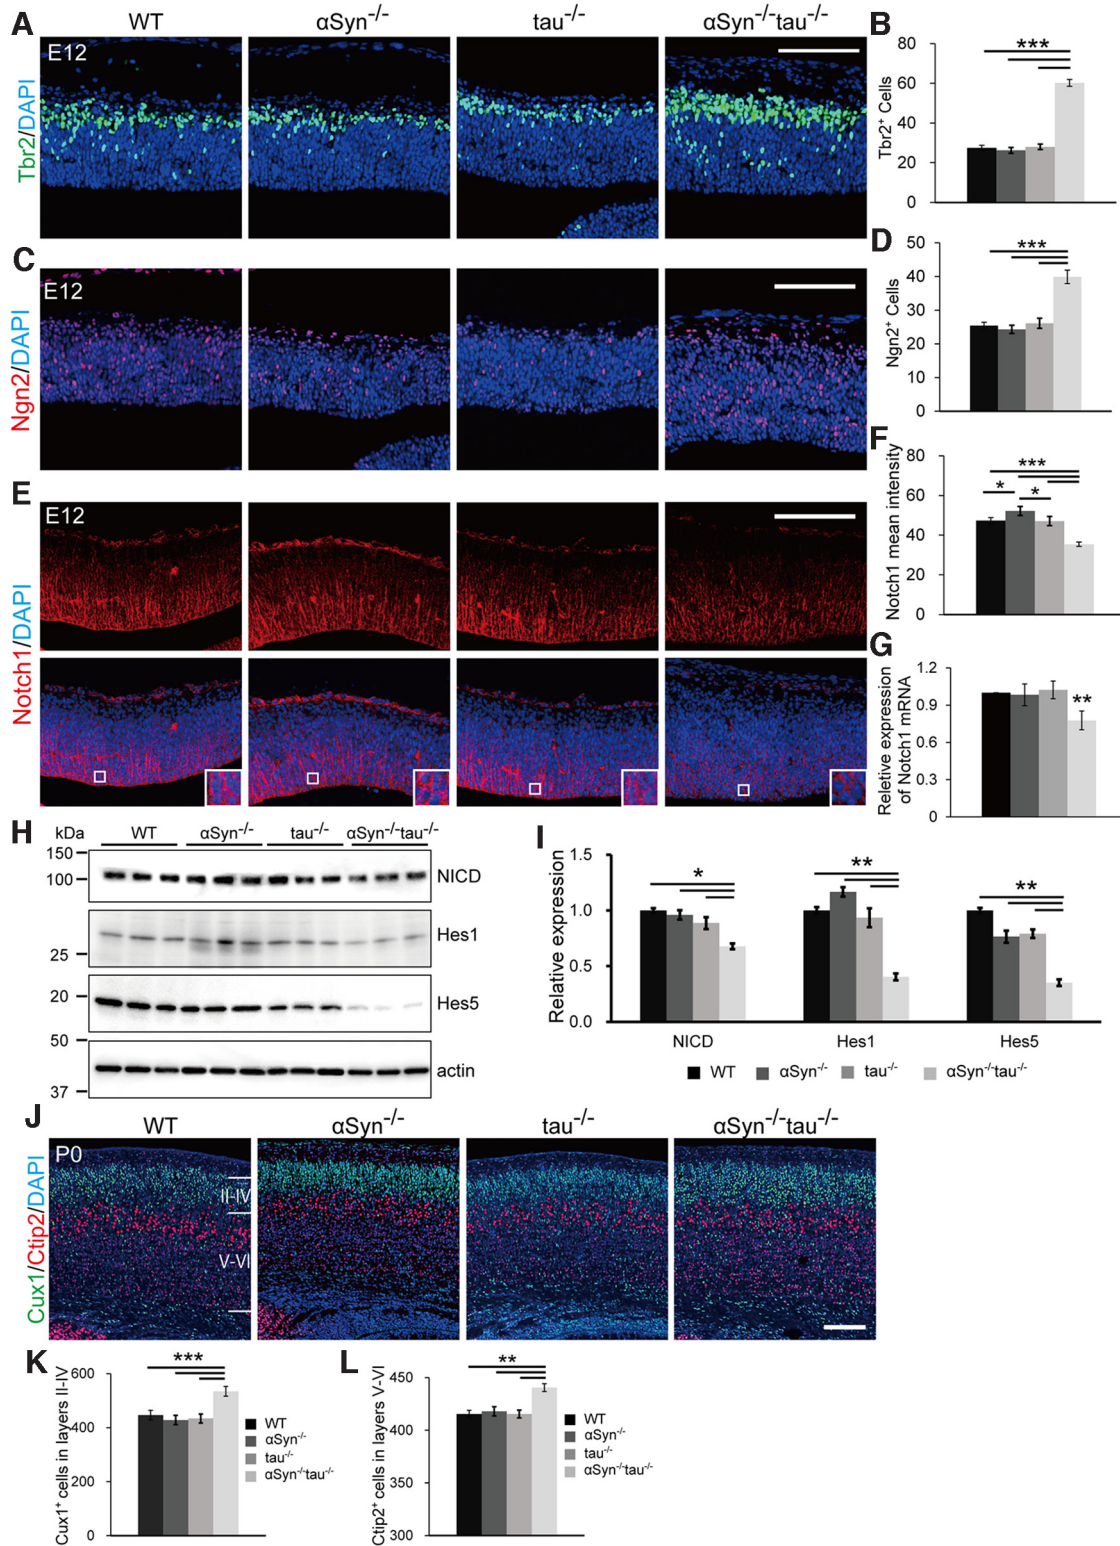 A
WT
αSyn-/-
tau-/-
αSyn-/-tau-/-
E12
Tbr2/DAPI
B
80
60
40
20
0
Tbr2+ Cells
***
C
E12
Ngn2/DAPI
D
50
40
30
20
10
0
Ngn2+ Cells
***
E
E12
Notch1/DAPI
F
80
60
40
20
0
Notch1 mean intensity
***
*
*
G
1.2
0.9
0.6
0.3
0
Reletive expression
of Notch1 mRNA
**
H
kDa
WT
αSyn-/-
tau-/-
αSyn-/-tau-/-
150
100
NICD
25
Hes1
20
Hes5
50
37
actin
I
1.5
1.0
0.5
0.0
Relative expression
*
**
**
NICD
Hes1
Hes5
WT
αSyn-/-
tau-/-
αSyn-/-tau-/-
J
WT
αSyn-/-
tau-/-
αSyn-/-tau-/-
P0
II-IV
V-VI
Cux1/Ctip2/DAPI
K
600
400
200
0
Cux1+ cells in layers II-IV
***
WT
αSyn-/-
tau-/-
αSyn-/-tau-/-
L
450
400
350
300
Ctip2+ cells in layers V-VI
**
WT
αSyn-/-
tau-/-
αSyn-/-tau-/-